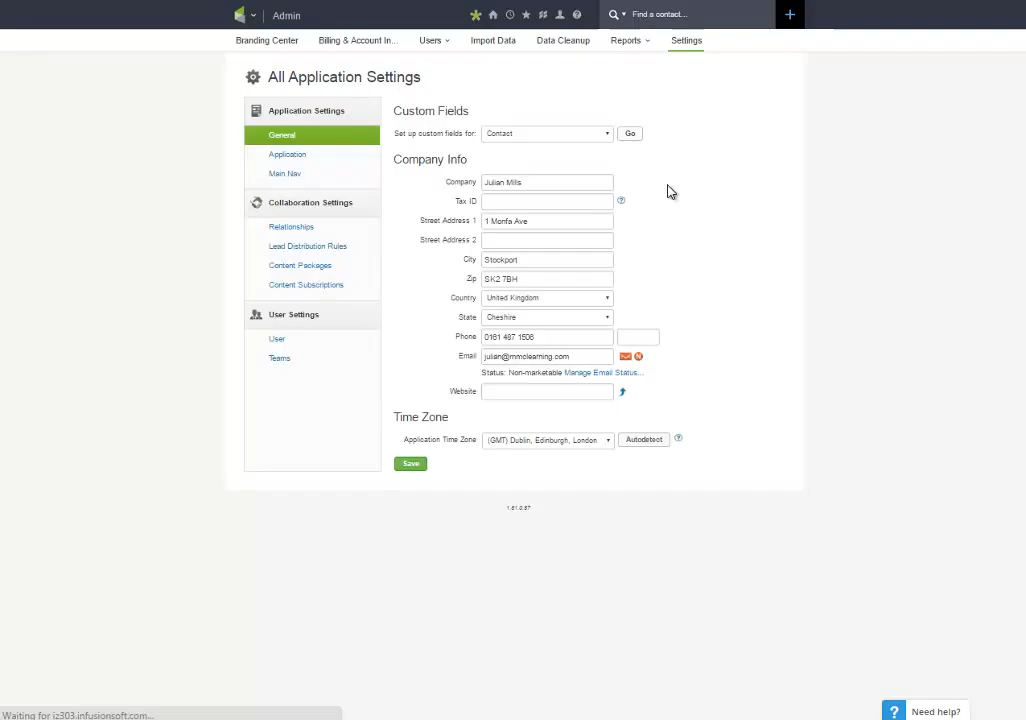 Admin
Find a contact...
Branding Center
Billing & Account In...
Users
Import Data
Data Cleanup
Reports
Settings
All Application Settings
Application Settings
General
Application
Main Nav
Collaboration Settings
Relationships
Lead Distribution Rules
Content Packages
Content Subscriptions
User Settings
User
Teams
Custom Fields
Set up custom fields for: Contact Go
Company Info
Company Julian Mills
Tax ID
Street Address 1 1 Monfa Ave
Street Address 2
City Stockport
Zip SK2 7BH
Country United Kingdom
State Cheshire
Phone 0161 487 1506
Email julian@mmclearning.com
Status: Non-marketable Manage Email Status...
Website
Time Zone
Application Time Zone (GMT) Dublin, Edinburgh, London Autodetect
Save
Waiting for iz303.infusionsoft.com...
? Need help?